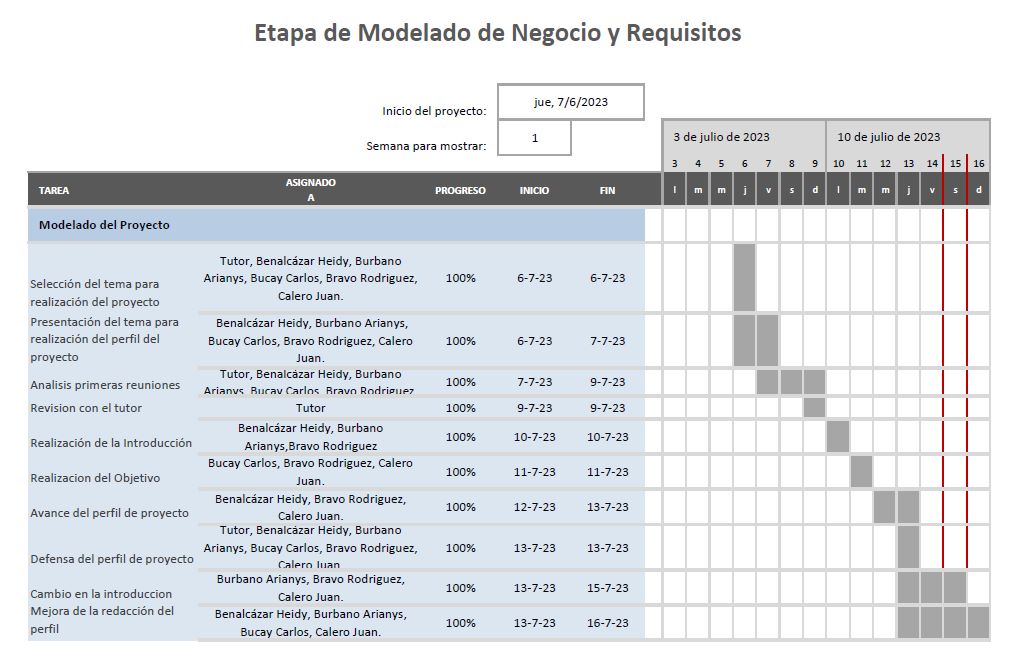 Etapa de Modelado de Negocio y Requisitos
Inicio del proyecto:
jue, 7/6/2023
Semana para mostrar:
1
3 de julio de 2023
10 de julio de 2023
3 4 5 6 7 8 9 10 11 12 13 14 15 16
TAREA
ASIGNADO
A
PROGRESO
INICIO
FIN
l m m j v s d l m m j v s d
Modelado del Proyecto
Selección del tema para
realización del proyecto
Tutor, Benalcázar Heidy, Burbano
Arianys, Bucay Carlos, Bravo Rodriguez,
Calero Juan.
100%
6-7-23
6-7-23
Presentación del tema para
realización del perfil del
proyecto
Benalcázar Heidy, Burbano Arianys,
Bucay Carlos, Bravo Rodriguez, Calero
Juan.
100%
6-7-23
7-7-23
Analisis primeras reuniones
Tutor, Benalcázar Heidy, Burbano
Arianys, Bucay Carlos, Bravo Rodriguez
100%
7-7-23
9-7-23
Revision con el tutor
Tutor
100%
9-7-23
9-7-23
Realización de la Introducción
Benalcázar Heidy, Burbano
Arianys,Bravo Rodriguez
100%
10-7-23
10-7-23
Realizacion del Objetivo
Bucay Carlos, Bravo Rodriguez, Calero
Juan.
100%
11-7-23
11-7-23
Avance del perfil de proyecto
Benalcázar Heidy, Bravo Rodriguez,
Calero Juan.
100%
12-7-23
13-7-23
Defensa del perfil de proyecto
Tutor, Benalcázar Heidy, Burbano
Arianys, Bucay Carlos, Bravo Rodriguez,
Calero Juan
100%
13-7-23
13-7-23
Cambio en la introduccion
Burbano Arianys, Bravo Rodriguez,
Calero Juan.
100%
13-7-23
15-7-23
Mejora de la redacción del
perfil
Benalcázar Heidy, Burbano Arianys,
Bucay Carlos, Calero Juan.
100%
13-7-23
16-7-23